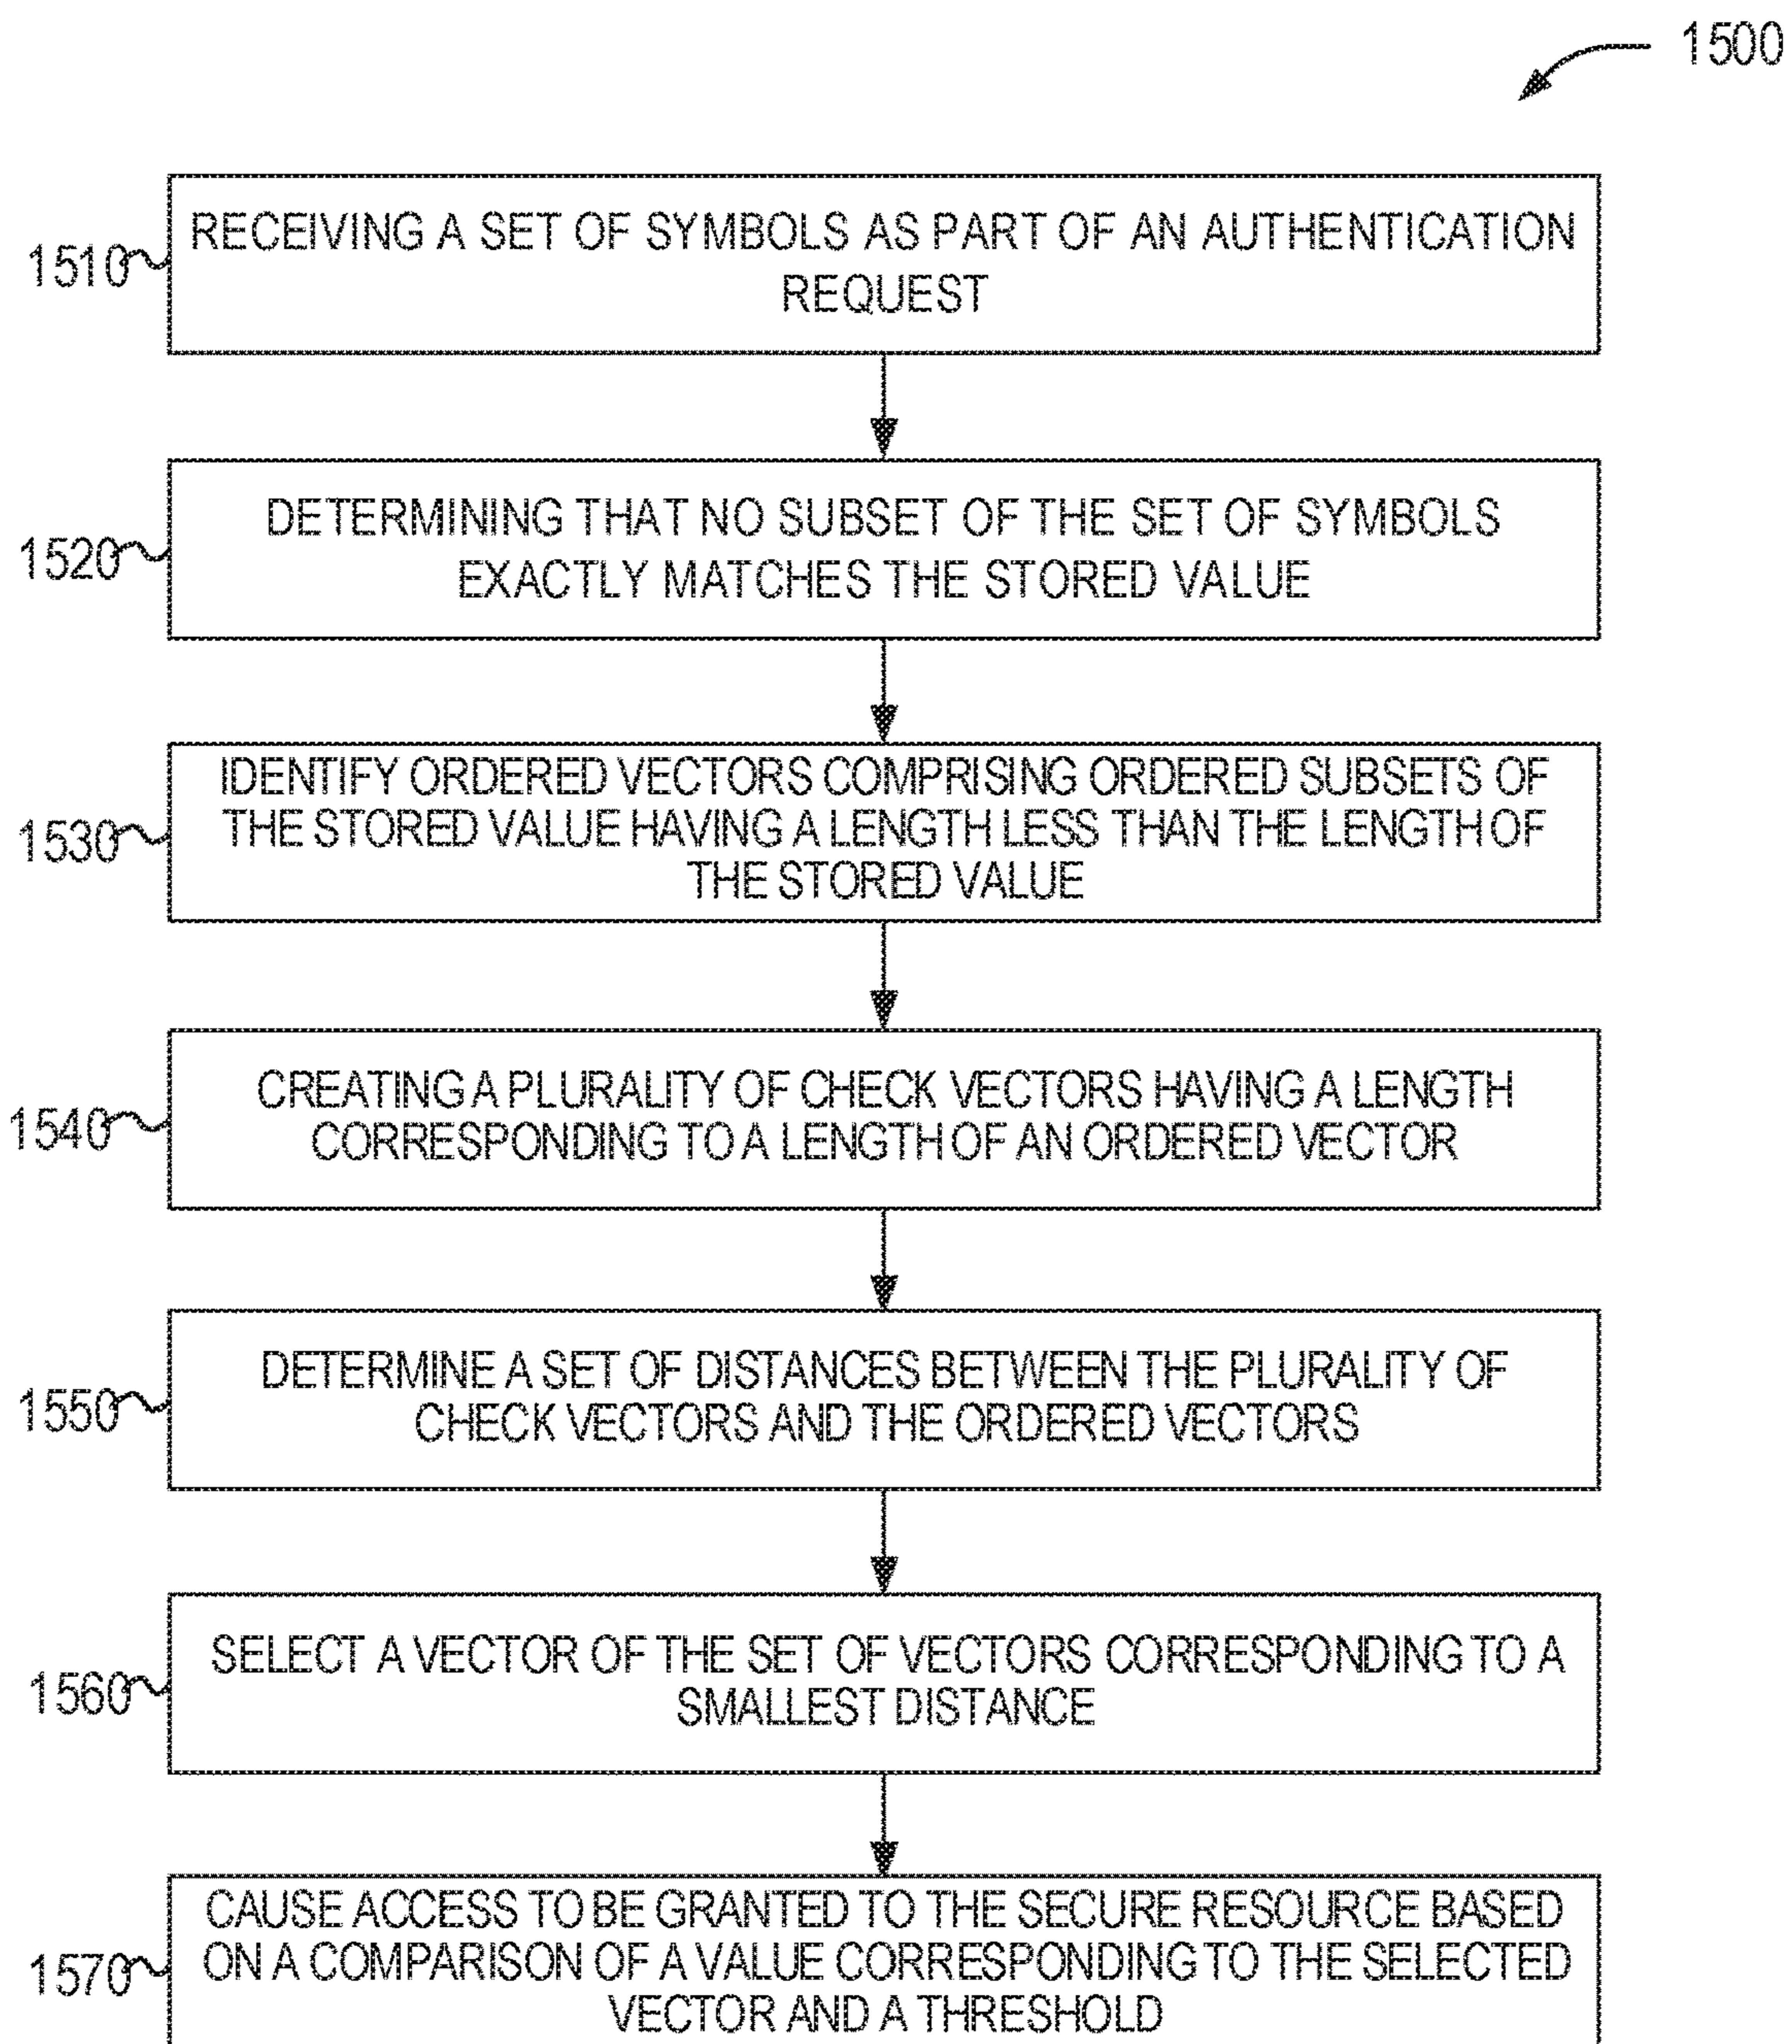 1500
1510
RECEIVING A SET OF SYMBOLS AS PART OF AN AUTHENTICATION
REQUEST
1520
DETERMINING THAT NO SUBSET OF THE SET OF SYMBOLS
EXACTLY MATCHES THE STORED VALUE
1530
IDENTIFY ORDERED VECTORS COMPRISING ORDERED SUBSETS OF
THE STORED VALUE HAVING A LENGTH LESS THAN THE LENGTH OF
THE STORED VALUE
1540
CREATING A PLURALITY OF CHECK VECTORS HAVING A LENGTH
CORRESPONDING TO A LENGTH OF AN ORDERED VECTOR
1550
DETERMINE A SET OF DISTANCES BETWEEN THE PLURALITY OF
CHECK VECTORS AND THE ORDERED VECTORS
1560
SELECT A VECTOR OF THE SET OF VECTORS CORRESPONDING TO A
SMALLEST DISTANCE
1570
CAUSE ACCESS TO BE GRANTED TO THE SECURE RESOURCE BASED
ON A COMPARISON OF A VALUE CORRESPONDING TO THE SELECTED
VECTOR AND A THRESHOLD